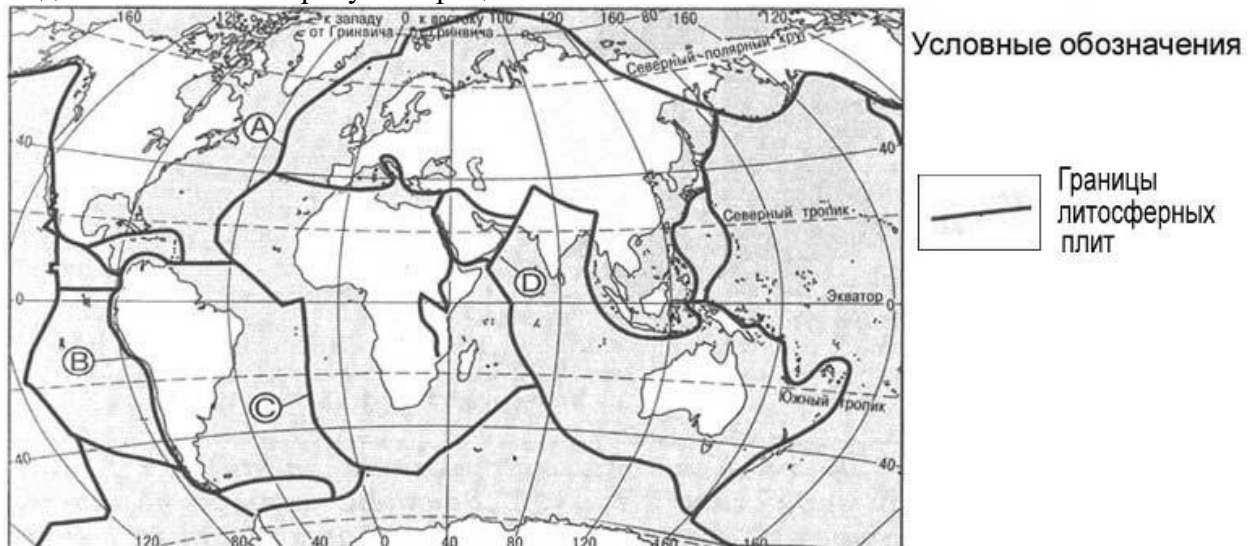 к западу 0 к востоку 100 120 160 80 160 120
от Гринвича от Гринвича
Северный полярный круг
40
40
A
Северный тропик
D
Экватор
0
0
B
C
Южный тропик
40
40
120 80 40 0 40 80 120 160 160
Условные обозначения
Границы
литосферных
плит